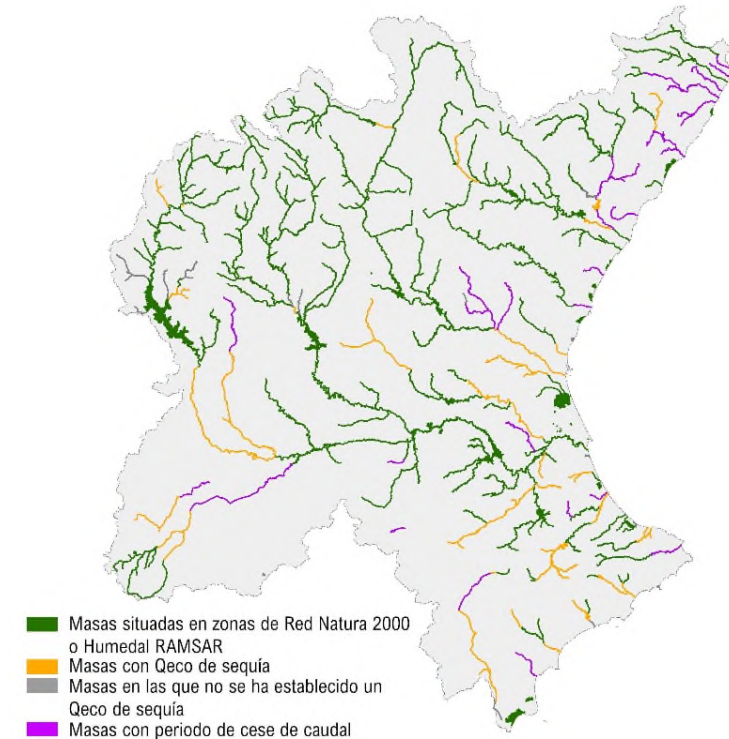 Masas situadas en zonas de Red Natura 2000
o Humedal RAMSAR
Masas con Qeco de sequía
Masas en las que no se ha establecido un
Qeco de sequía
Masas con periodo de cese de caudal